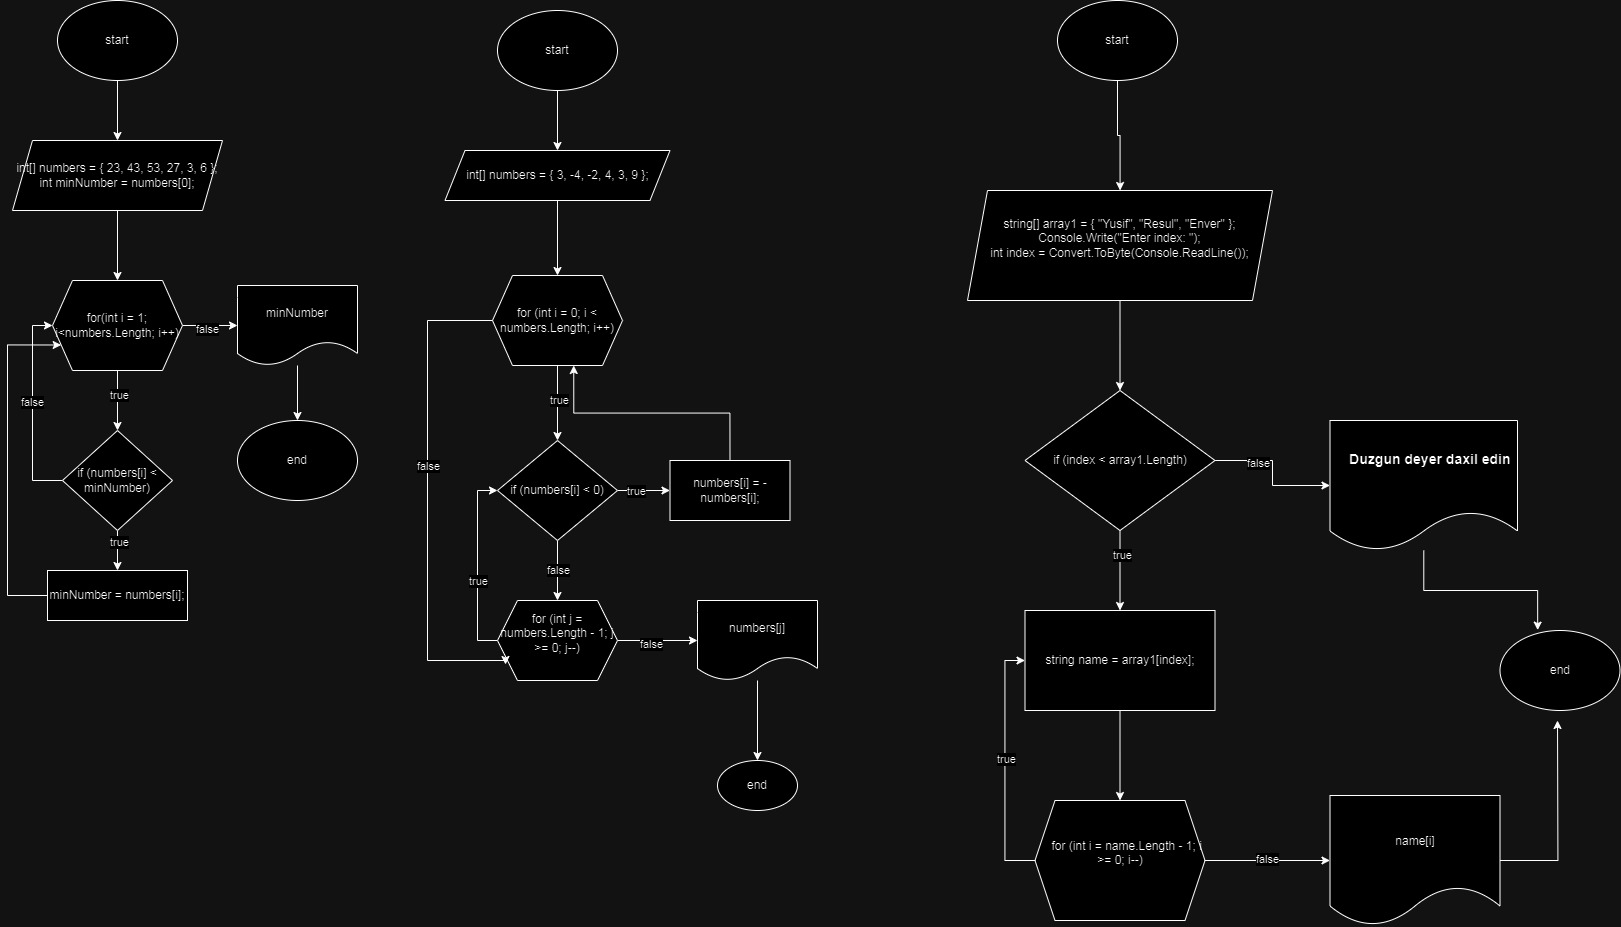 start
int[] numbers = { 23, 43, 53, 27, 3, 6 };
int minNumber = numbers[0];
for(int i = 1;
i<numbers.Length; i++)
false
minNumber
end
true
false
if (numbers[i] <
minNumber)
true
minNumber = numbers[i];
start
int[] numbers = { 3, -4, -2, 4, 3, 9 };
for (int i = 0; i <
numbers.Length; i++)
true
false
if (numbers[i] < 0)
true
numbers[i] = -
numbers[i];
false
true
for (int j =
numbers.Length - 1; j
>= 0; j--)
false
numbers[j]
end
start
string[] array1 = { "Yusif", "Resul", "Enver" };
Console.Write("Enter index: ");
int index = Convert.ToByte(Console.ReadLine());
if (index < array1.Length)
false
Duzgun deyer daxil edin
true
string name = array1[index];
end
true
for (int i = name.Length - 1; i
>= 0; i--)
false
name[i]